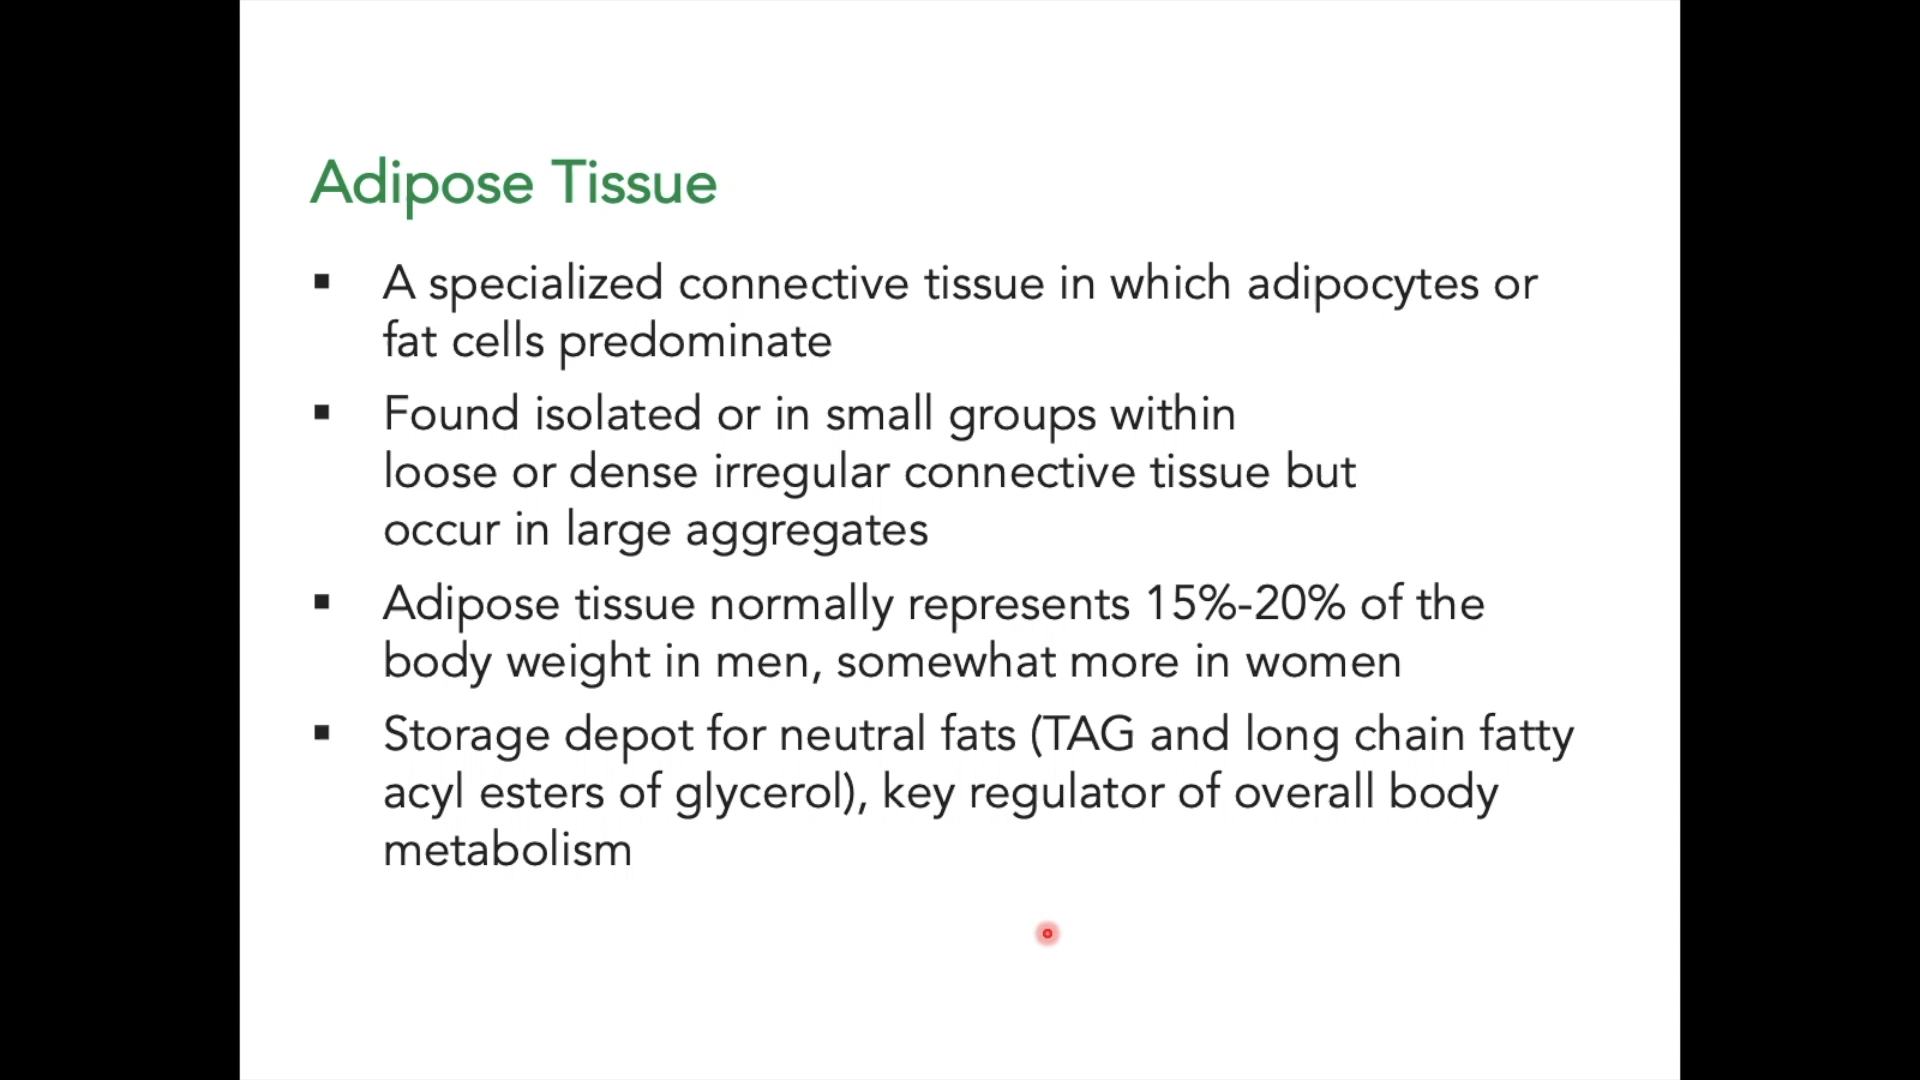 Adipose Tissue
▪ A specialized connective tissue in which adipocytes or
fat cells predominate
▪ Found isolated or in small groups within
loose or dense irregular connective tissue but
occur in large aggregates
▪ Adipose tissue normally represents 15%-20% of the
body weight in men, somewhat more in women
▪ Storage depot for neutral fats (TAG and long chain fatty
acyl esters of glycerol), key regulator of overall body
metabolism